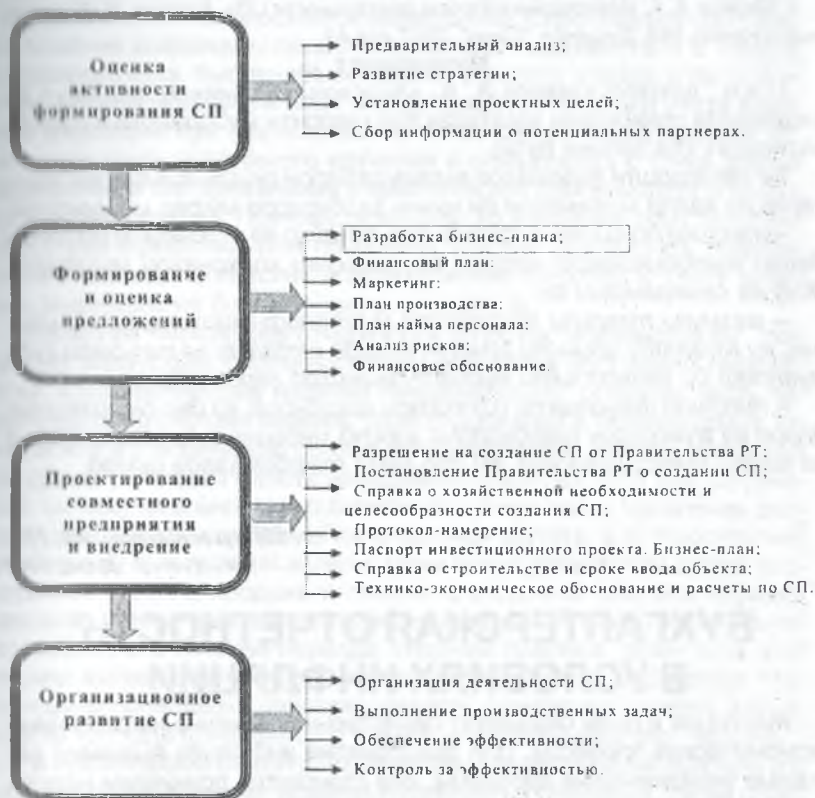 Оценка
активности
формирования СП
Предварительный анализ;
Развитие стратегии;
Установление проектных целей;
Сбор информации о потенциальных партнерах.
Формирование
и оценка
предложений
Разработка бизнес-плана;
Финансовый план;
Маркетинг;
План производства;
План найма персонала;
Анализ рисков;
Финансовое обоснование.
Проектирование
совместного
предприятия
и внедрение
Разрешение на создание СП от Правительства РТ;
Постановление Правительства РТ о создании СП;
Справка о хозяйственной необходимости и
целесообразности создания СП;
Протокол-намерение;
Паспорт инвестиционного проекта. Бизнес-план;
Справка о строительстве и сроке ввода объекта;
Технико-экономическое обоснование и расчеты по СП.
Организационное
развитие СП
Организация деятельности СП;
Выполнение производственных задач;
Обеспечение эффективности;
Контроль за эффективностью.